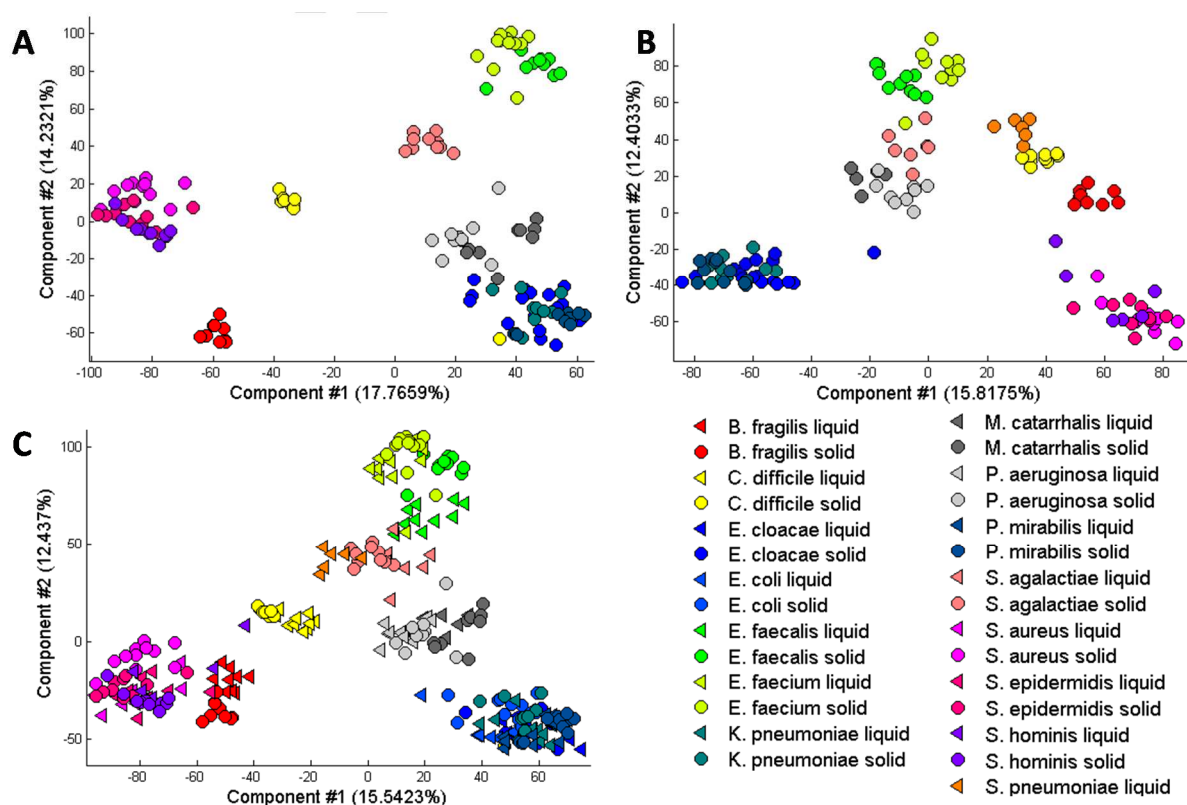 A
100
80
60
40
20
0
-20
-40
-60
Component #2 (14.2321%)
-100 -80 -60 -40 -20 0 20 40 60
Component #1 (17.7659%)
B
80
60
40
20
0
-20
-40
-60
Component #2 (12.4033%)
-80 -60 -40 -20 0 20 40 60 80
Component #1 (15.8175%)
C
100
50
0
-50
Component #2 (12.437%)
-80 -60 -40 -20 0 20 40 60
Component #1 (15.5423%)
B. fragilis liquid
B. fragilis solid
C. difficile liquid
C. difficile solid
E. cloacae liquid
E. cloacae solid
E. coli liquid
E. coli solid
E. faecalis liquid
E. faecalis solid
E. faecium liquid
E. faecium solid
K. pneumoniae liquid
K. pneumoniae solid
M. catarrhalis liquid
M. catarrhalis solid
P. aeruginosa liquid
P. aeruginosa solid
P. mirabilis liquid
P. mirabilis solid
S. agalactiae liquid
S. agalactiae solid
S. aureus liquid
S. aureus solid
S. epidermidis liquid
S. epidermidis solid
S. hominis liquid
S. hominis solid
S. pneumoniae liquid